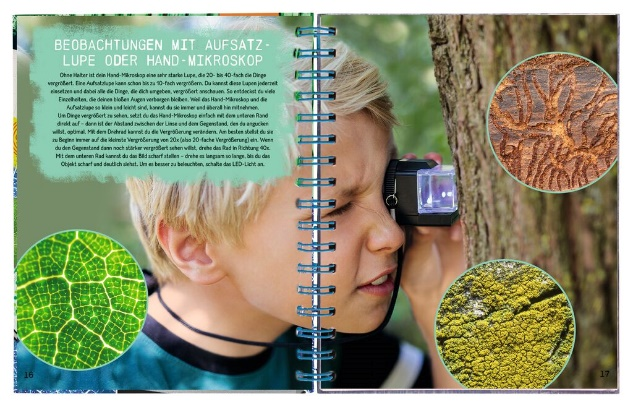 BEOBACHTUNGEN MIT AUFSATZ-
LUPE ODER HAND-MIKROSKOP
Ohne Halter ist dein Hand-Mikroskop eine sehr starke Lupe, die 20- bis 40-fach die Dinge
vergrößert. Eine Aufsatzlupe kann schon bis zu 10-fach vergrößern. Du kannst diese Lupen jederzeit
einsetzen und dabei alle die Dinge, die dich umgeben, vergrößert anschauen. So entdeckst du viele
Einzelheiten, die deinen bloßen Augen verborgen bleiben. Weil das Hand-Mikroskop und die
Aufsatzlupe so klein und leicht sind, kannst du sie immer und überall hin mitnehmen.
Um Dinge vergrößert zu sehen, setzt du das Hand-Mikroskop einfach mit dem unteren Rand
direkt auf – dann ist der Abstand zwischen der Linse und dem Gegenstand, den du angucken
willst, optimal. Mit dem Drehrad kannst du die Vergrößerung verändern. Am besten stellst du sie
zu Beginn immer auf die kleinste Vergrößerung von 20x (also 20-fache Vergrößerung) ein. Wenn
du den Gegenstand dann noch stärker vergrößert sehen willst, drehe das Rad in Richtung 40x.
Mit dem unteren Rad kannst du das Bild scharf stellen – drehe es langsam so lange, bis du das
Objekt scharf und deutlich siehst. Um es besser zu beleuchten, schalte das LED-Licht an.
16
17